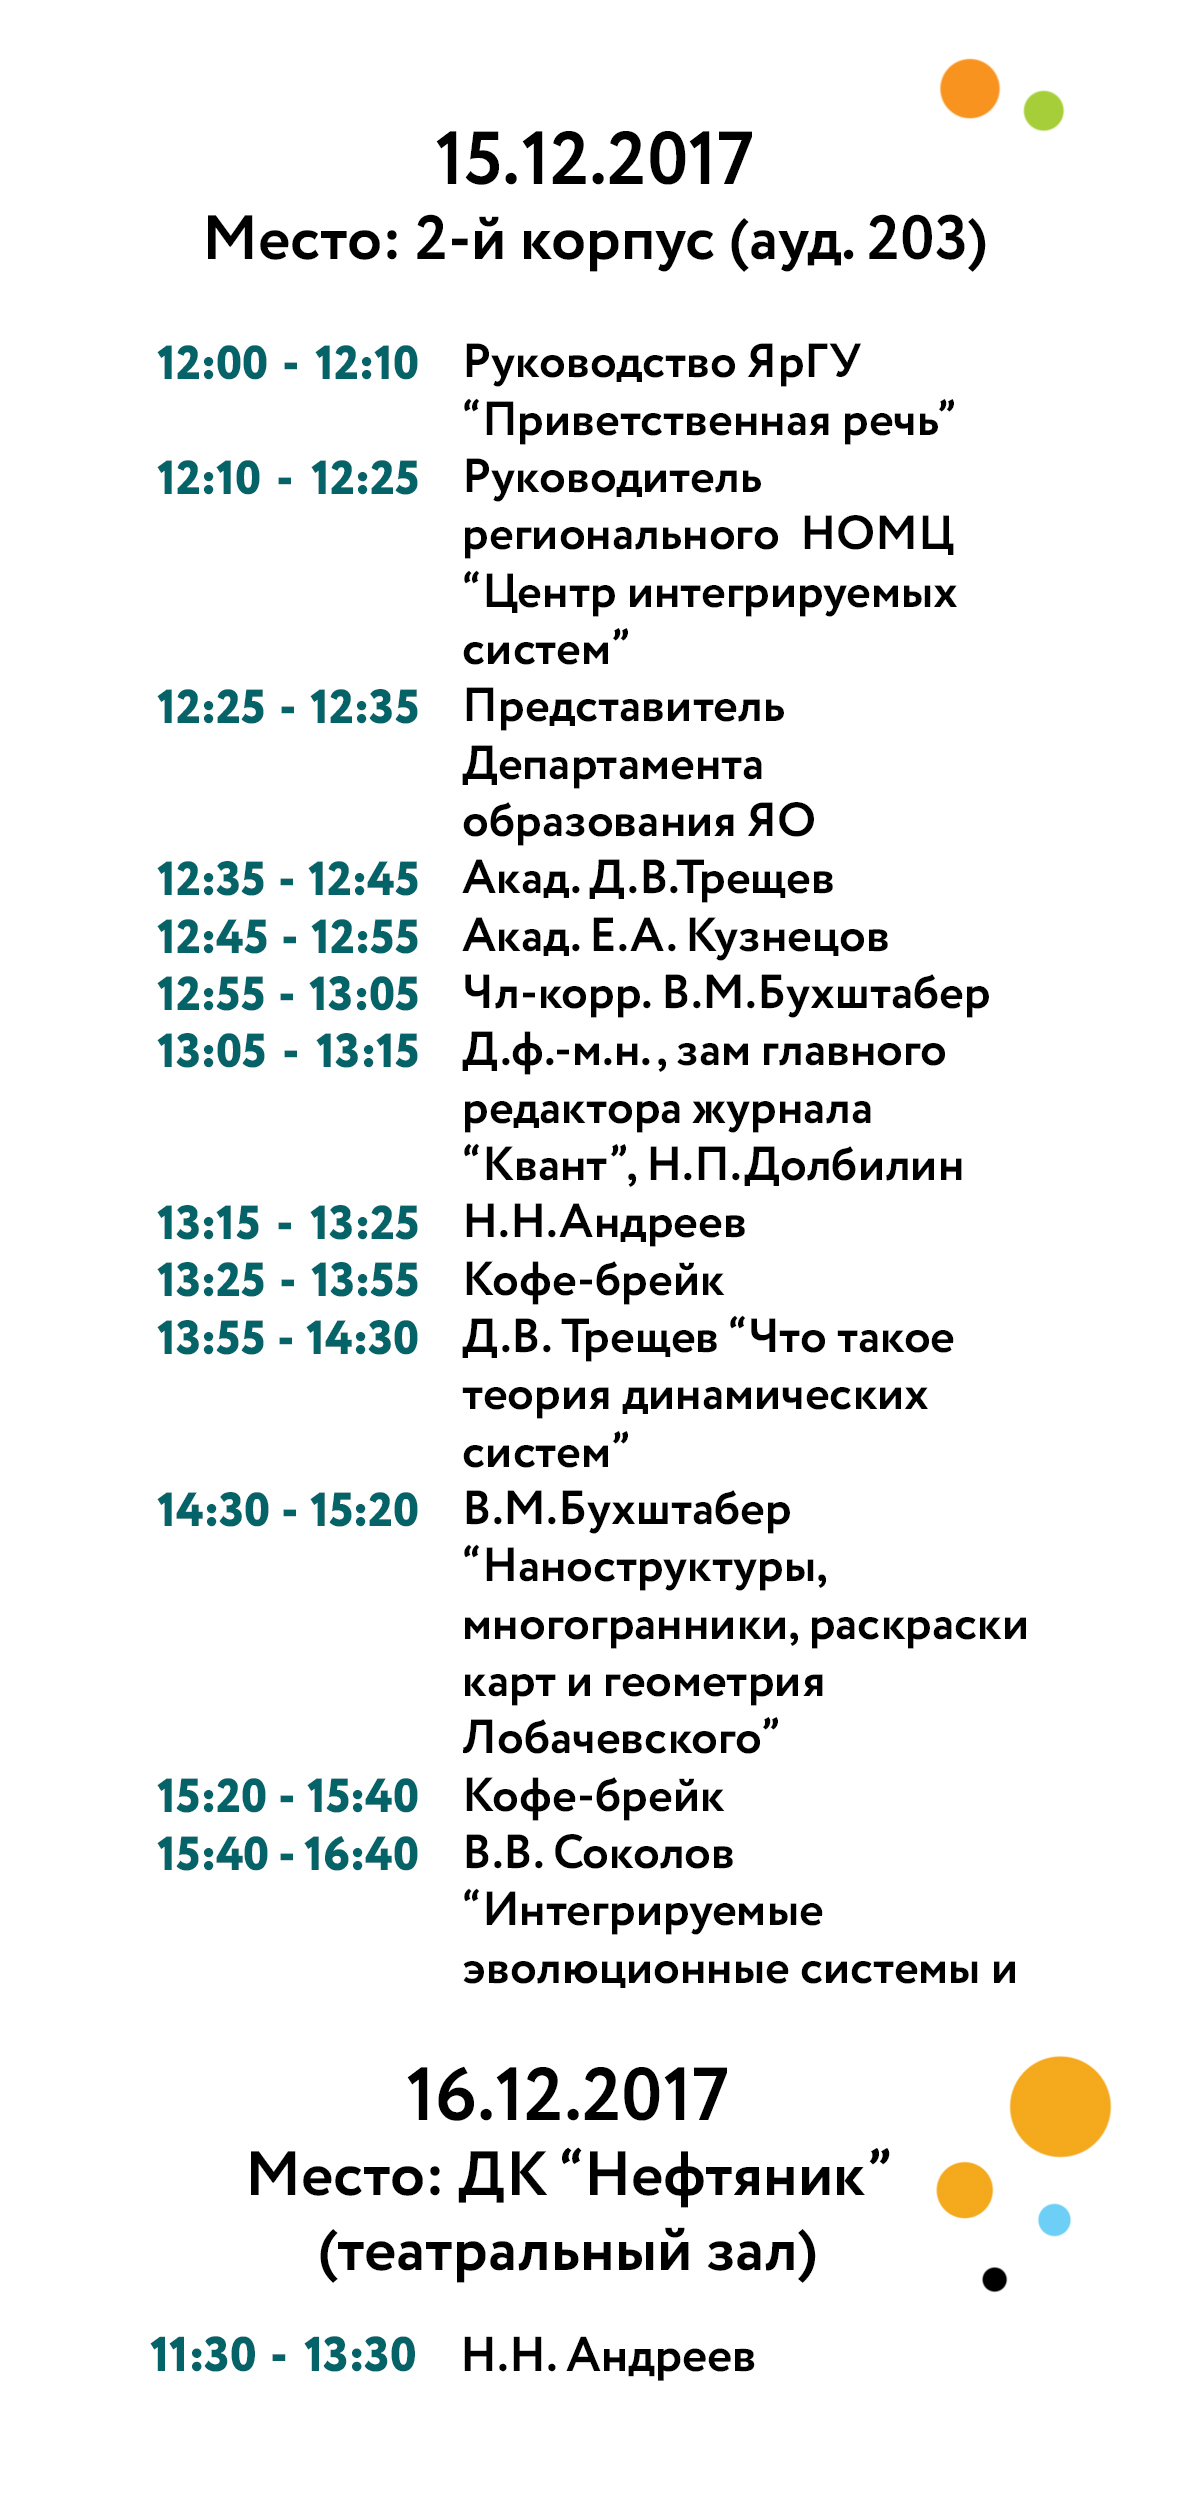 15.12.2017
Место: 2-й корпус (ауд. 203)
12:00 - 12:10 Руководство ЯрГУ
“Приветственная речь”
12:10 - 12:25 Руководитель
регионального НОМЦ
“Центр интегрируемых
систем”
12:25 - 12:35 Представитель
Департамента
образования ЯО
12:35 - 12:45 Акад. Д.В.Трещев
12:45 - 12:55 Акад. Е.А. Кузнецов
12:55 - 13:05 Чл-корр. В.М.Бухштабер
13:05 - 13:15 Д.ф.-м.н., зам главного
редактора журнала
“Квант”, Н.П.Долбилин
13:15 - 13:25 Н.Н.Андреев
13:25 - 13:55 Кофе-брейк
13:55 - 14:30 Д.В. Трещев “Что такое
теория динамических
систем”
14:30 - 15:20 В.М.Бухштабер
“Наноструктуры,
многогранники, раскраски
карт и геометрия
Лобачевского”
15:20 - 15:40 Кофе-брейк
15:40 - 16:40 В.В. Соколов
“Интегрируемые
эволюционные системы и
16.12.2017
Место: ДК “Нефтяник”
(театральный зал)
11:30 - 13:30 Н.Н. Андреев